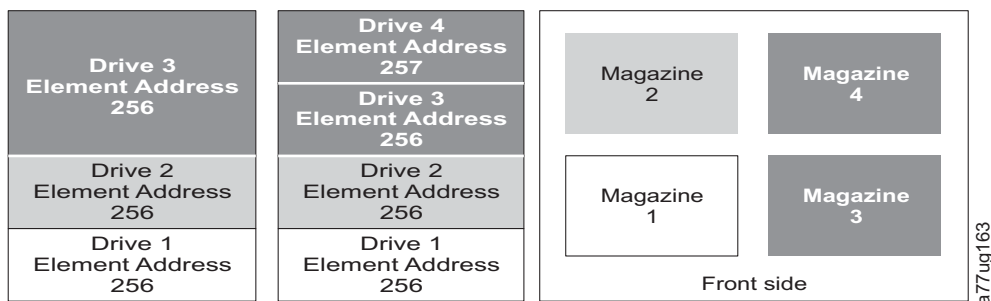 Drive 3
Element Address
256
Drive 2
Element Address
256
Drive 1
Element Address
256
Drive 4
Element Address
257
Drive 3
Element Address
256
Drive 2
Element Address
256
Drive 1
Element Address
256
Magazine
2
Magazine
4
Magazine
1
Magazine
3
Front side
a77ug163